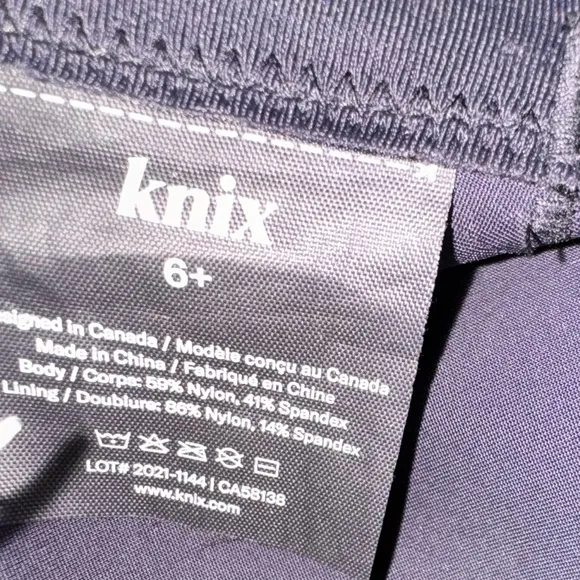 knix
6+
signed in Canada / Modèle conçu au Canada
Made in China / Fabriqué en Chine
Body / Corps: 59% Nylon, 41% Spandex
Lining / Doublure: 86% Nylon, 14% Spandex
LOT# 2021-1144 | CA58138
www.knix.com